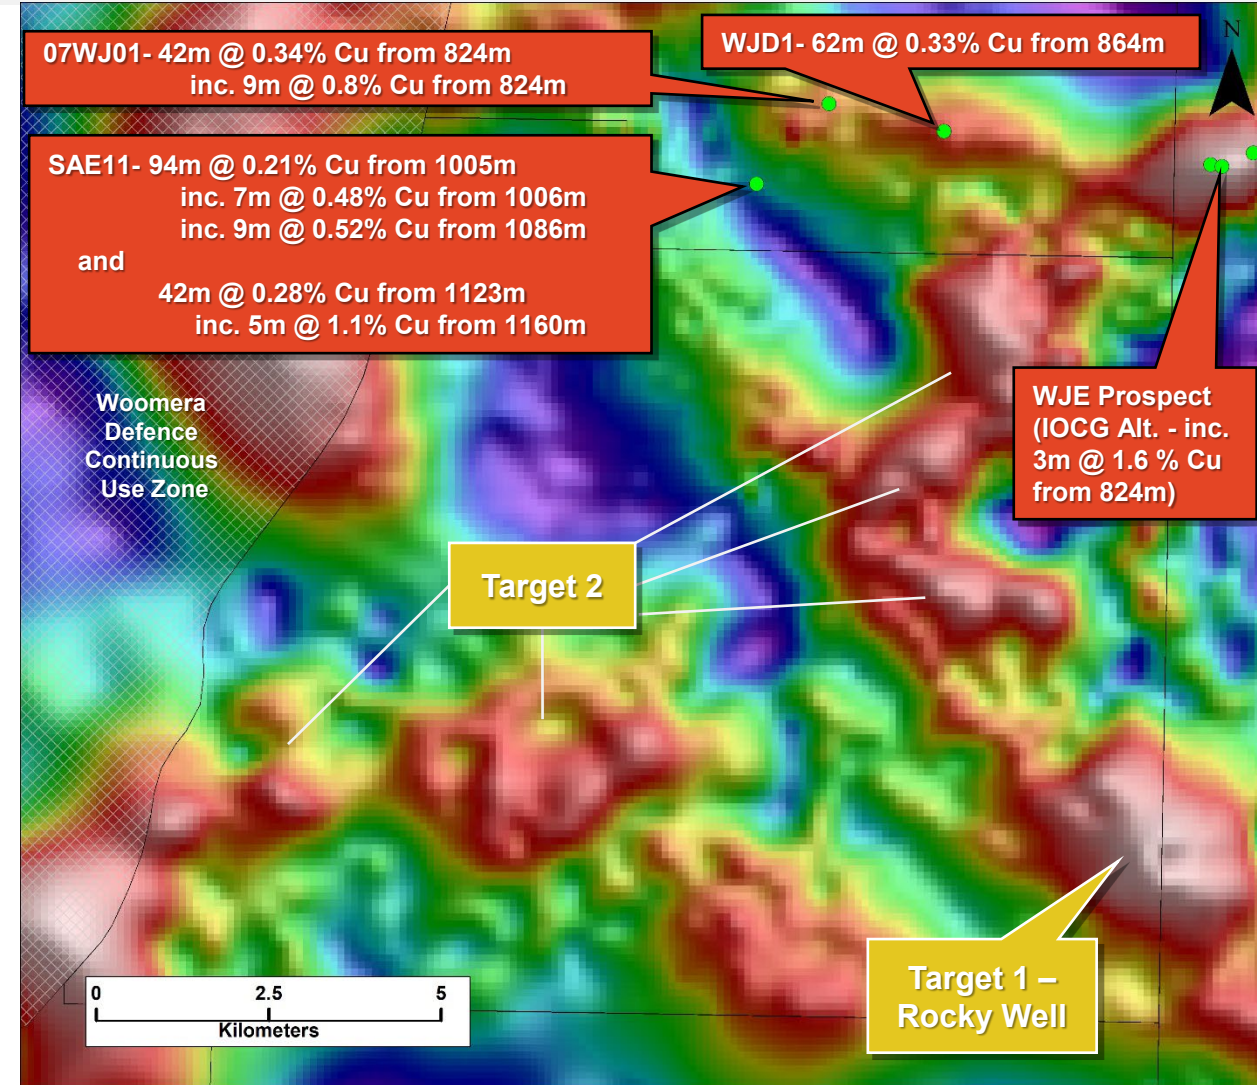 07WJ01- 42m @ 0.34% Cu from 824m
inc. 9m @ 0.8% Cu from 824m
WJD1- 62m @ 0.33% Cu from 864m
N
SAE11- 94m @ 0.21% Cu from 1005m
inc. 7m @ 0.48% Cu from 1006m
inc. 9m @ 0.52% Cu from 1086m
and
42m @ 0.28% Cu from 1123m
inc. 5m @ 1.1% Cu from 1160m
Woomera
Defence
Continuous
Use Zone
WJE Prospect
(IOCG Alt. - inc.
3m @ 1.6 % Cu
from 824m)
Target 2
Target 1 –
Rocky Well
0 2.5 5
Kilometers